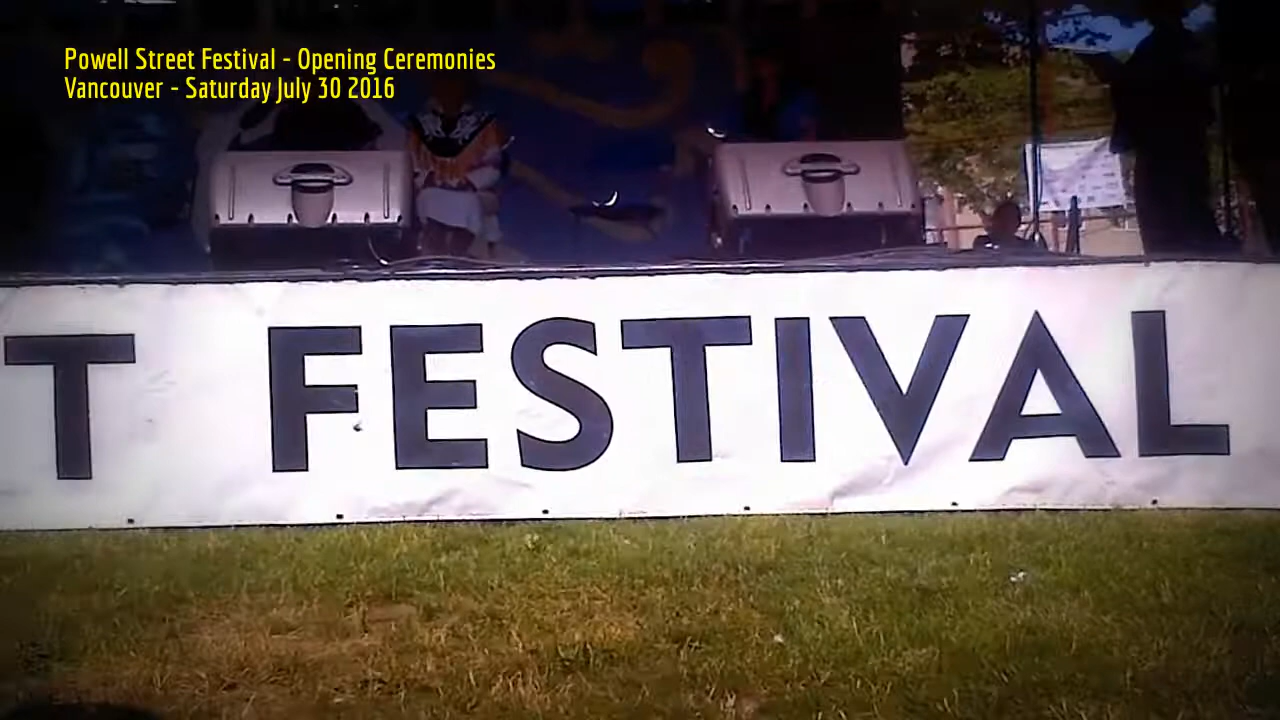 Powell Street Festival - Opening Ceremonies
Vancouver - Saturday July 30 2016
T FESTIVAL